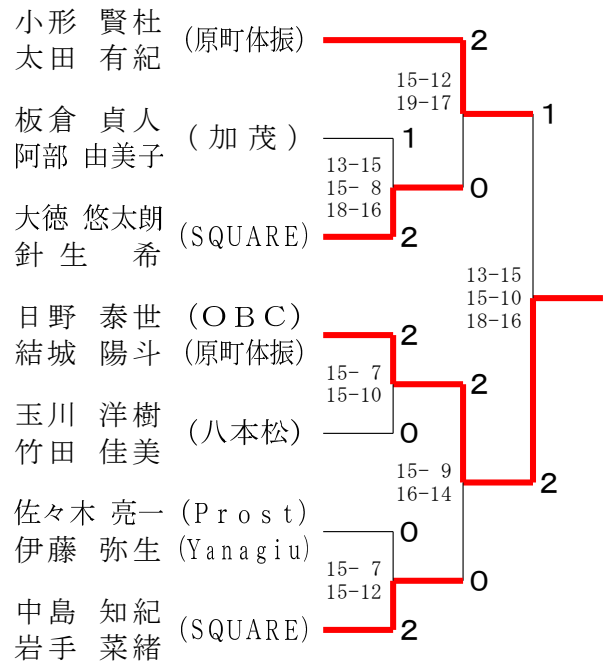 小形 賢杜 (原町体振) 2
太田 有紀
15-12
19-17
1
板倉 貞人 (加茂) 1
阿部 由美子
13-15
15- 8
18-16
0
大徳 悠太朗 (SQUARE) 2
針生 希
13-15
15-10
18-16
日野 泰世 (OBC) 2
結城 陽斗 (原町体振)
15- 7
15-10
2
玉川 洋樹 (八本松) 0
竹田 佳美
15- 9
16-14
2
佐々木 亮一 (Prost) 0
伊藤 弥生 (Yanagiu)
15- 7
15-12
0
中島 知紀 (SQUARE) 2
岩手 菜緒